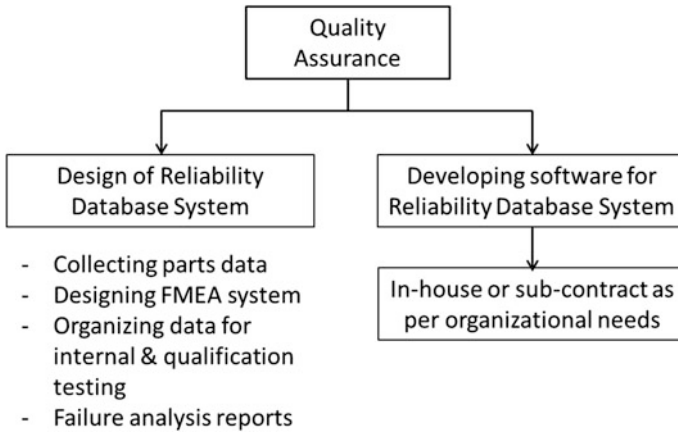 Quality
Assurance
Design of Reliability
Database System
- Collecting parts data
- Designing FMEA system
- Organizing data for
internal & qualification
testing
- Failure analysis reports
Developing software for
Reliability Database System
In-house or sub-contract as
per organizational needs